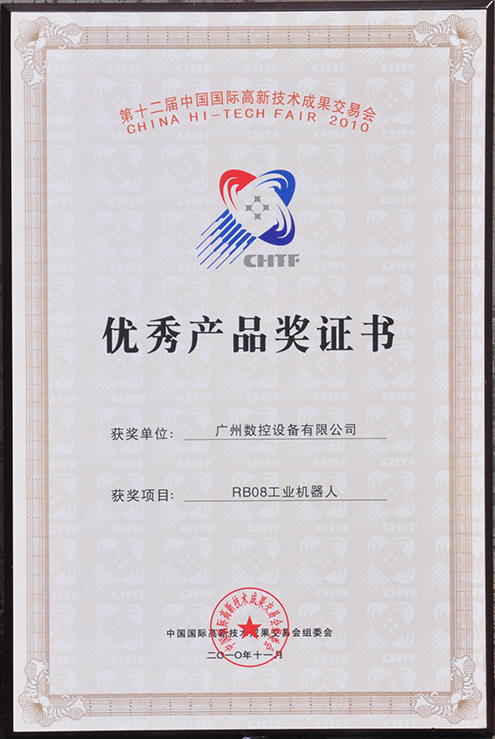 第十二届中国国际高新技术成果交易会
CHINA HI-TECH FAIR 2010
CHTF
优秀产品奖证书
获奖单位: 广州数控设备有限公司
获奖项目: RB08工业机器人
中国国际高新技术成果交易会组委会
二〇一〇年十一月